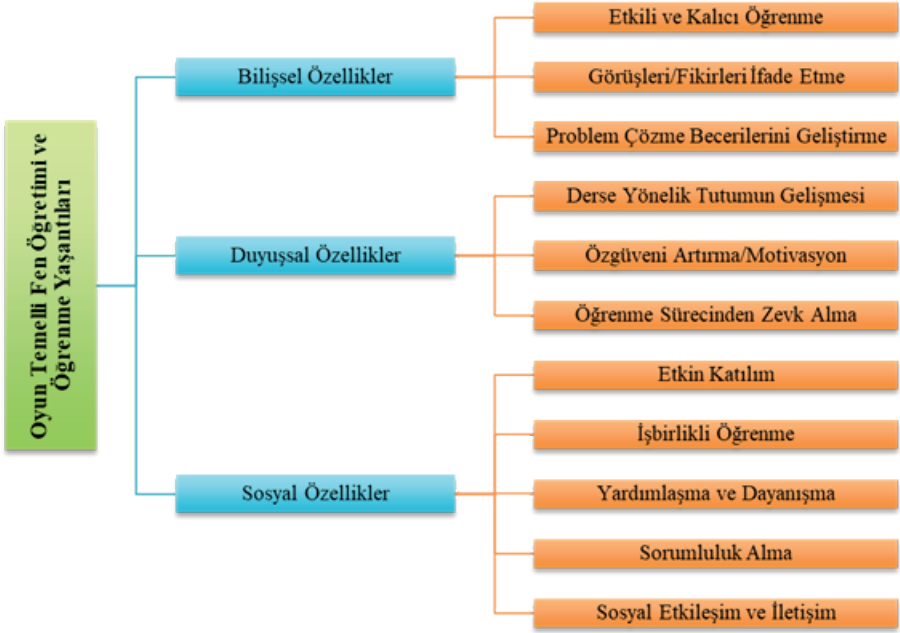 Oyun Temelli Fen Öğretimi ve
Öğrenme Yaşantıları
Bilişsel Özellikler
Etkili ve Kalıcı Öğrenme
Görüşleri/Fikirleri İfade Etme
Problem Çözme Becerilerini Geliştirme
Duyuşsal Özellikler
Derse Yönelik Tutumun Gelişmesi
Özgüveni Artırma/Motivasyon
Öğrenme Sürecinden Zevk Alma
Sosyal Özellikler
Etkin Katılım
İşbirlikli Öğrenme
Yardımlaşma ve Dayanışma
Sorumluluk Alma
Sosyal Etkileşim ve İletişim